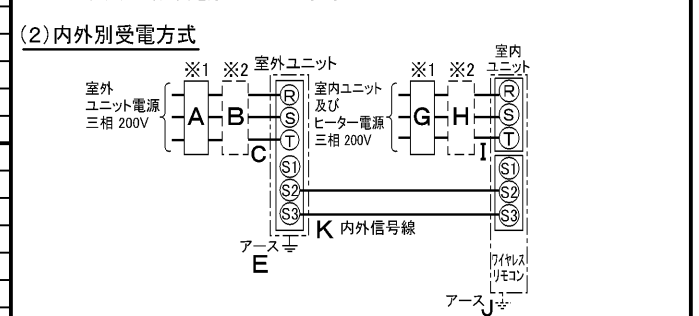 (2)内外別受電方式
※1 ※2 室外ユニット
室外
ユニット電源
三相 200V
A B
C
R
S
T
S1
S2
S3
アース
E
K 内外信号線
※1 ※2
室内
ユニット
室内ユニット
及び
ヒーター電源
三相 200V
G H
I
R
S
T
S1
S2
S3
ワイヤレス
リモコン
アース J